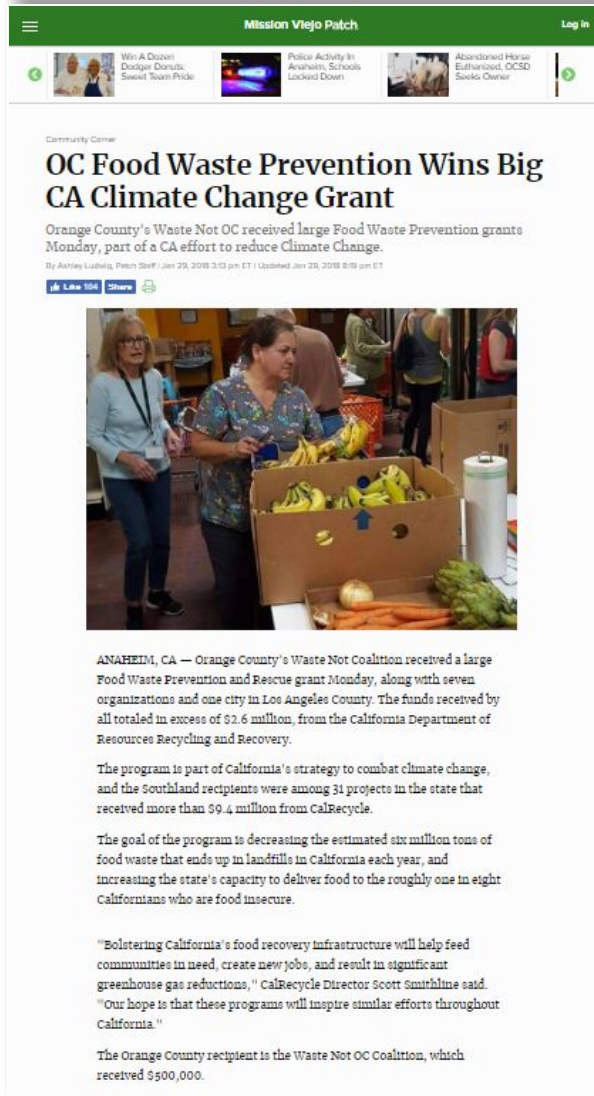 Mission Viejo Patch
Log in
Win A Dozen
Dodger Donuts:
Sweet Team Pride
Police Activity In
Anaheim, Schools
Locked Down
Abandoned Horse
Euthanized, OCSD
Seeks Owner
Community Corner
OC Food Waste Prevention Wins Big
CA Climate Change Grant
Orange County's Waste Not OC received large Food Waste Prevention grants
Monday, part of a CA effort to reduce Climate Change.
By Ashley Ludwig, Patch Staff | Jan 29, 2018 3:13 pm ET | Updated Jan 29, 2018 8:19 pm ET
Like 164 Share
ANAHEIM, CA — Orange County's Waste Not Coalition received a large
Food Waste Prevention and Rescue grant Monday, along with seven
organizations and one city in Los Angeles County. The funds received by
all totaled in excess of $2.6 million, from the California Department of
Resources Recycling and Recovery.
The program is part of California's strategy to combat climate change,
and the Southland recipients were among 31 projects in the state that
received more than $9.4 million from CalRecycle.
The goal of the program is decreasing the estimated six million tons of
food waste that ends up in landfills in California each year, and
increasing the state's capacity to deliver food to the roughly one in eight
Californians who are food insecure.
"Bolstering California's food recovery infrastructure will help feed
communities in need, create new jobs, and result in significant
greenhouse gas reductions," CalRecycle Director Scott Smithline said.
"Our hope is that these programs will inspire similar efforts throughout
California."
The Orange County recipient is the Waste Not OC Coalition, which
received $500,000.